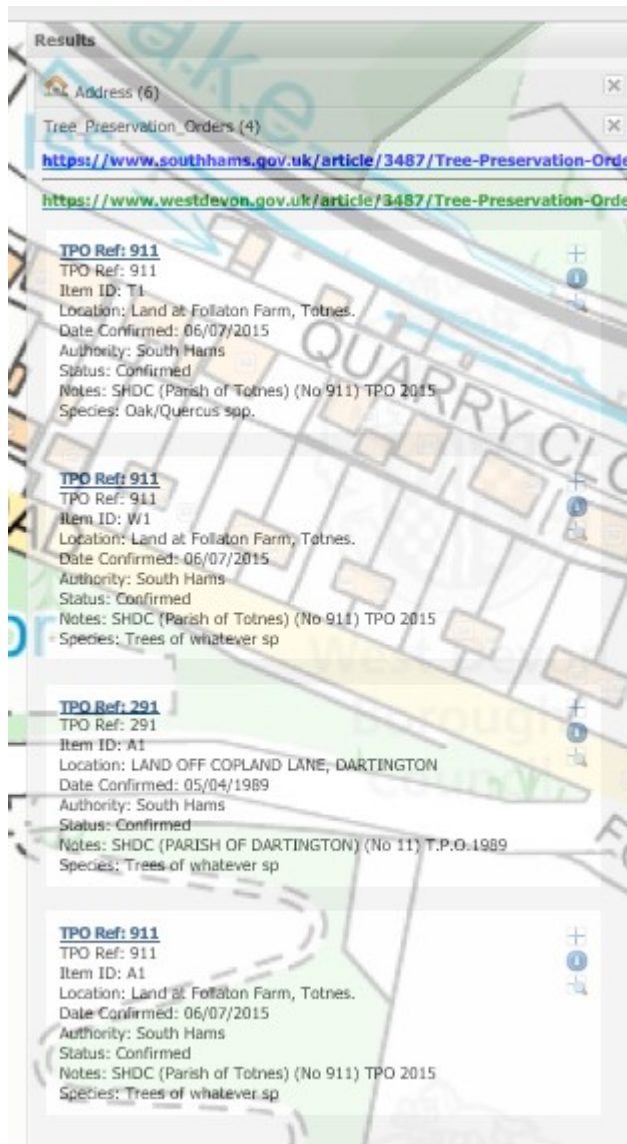 Results
Address (6)
Tree_Preservation_Orders (4)
https://www.southhams.gov.uk/article/3487/Tree-Preservation-Orde
https://www.westdevon.gov.uk/article/3487/Tree-Preservation-Orde
TPO Ref: 911
TPO Ref: 911
Item ID: T1
Location: Land at Follaton Farm, Totnes.
Date Confirmed: 06/07/2015
Authority: South Hams
Status: Confirmed
Notes: SHDC (Parish of Totnes) (No 911) TPO 2015
Species: Oak/Quercus spp.
QUARRY CLO
TPO Ref: 911
TPO Ref: 911
Item ID: W1
Location: Land at Follaton Farm, Totnes.
Date Confirmed: 06/07/2015
Authority: South Hams
Status: Confirmed
Notes: SHDC (Parish of Totnes) (No 911) TPO 2015
Species: Trees of whatever sp
West Devon
Borough
Council
TPO Ref: 291
TPO Ref: 291
Item ID: A1
Location: LAND OFF COPLAND LANE, DARTINGTON
Date Confirmed: 05/04/1989
Authority: South Hams
Status: Confirmed
Notes: SHDC (PARISH OF DARTINGTON) (No 11) T.P.O.1989
Species: Trees of whatever sp
TPO Ref: 911
TPO Ref: 911
Item ID: A1
Location: Land at Follaton Farm, Totnes.
Date Confirmed: 06/07/2015
Authority: South Hams
Status: Confirmed
Notes: SHDC (Parish of Totnes) (No 911) TPO 2015
Species: Trees of whatever sp